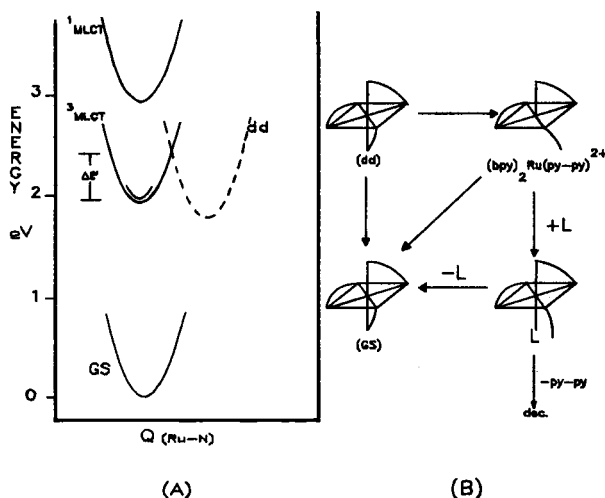 ENERGY
eV
3
2
1
0
¹MLCT
³MLCT
dd
ΔE'
GS
Q (Ru-N)
(A)
(dd)
(bpy)₂Ru(py-py)²⁺
+L
-L
(GS)
L
-py-py
dec.
(B)